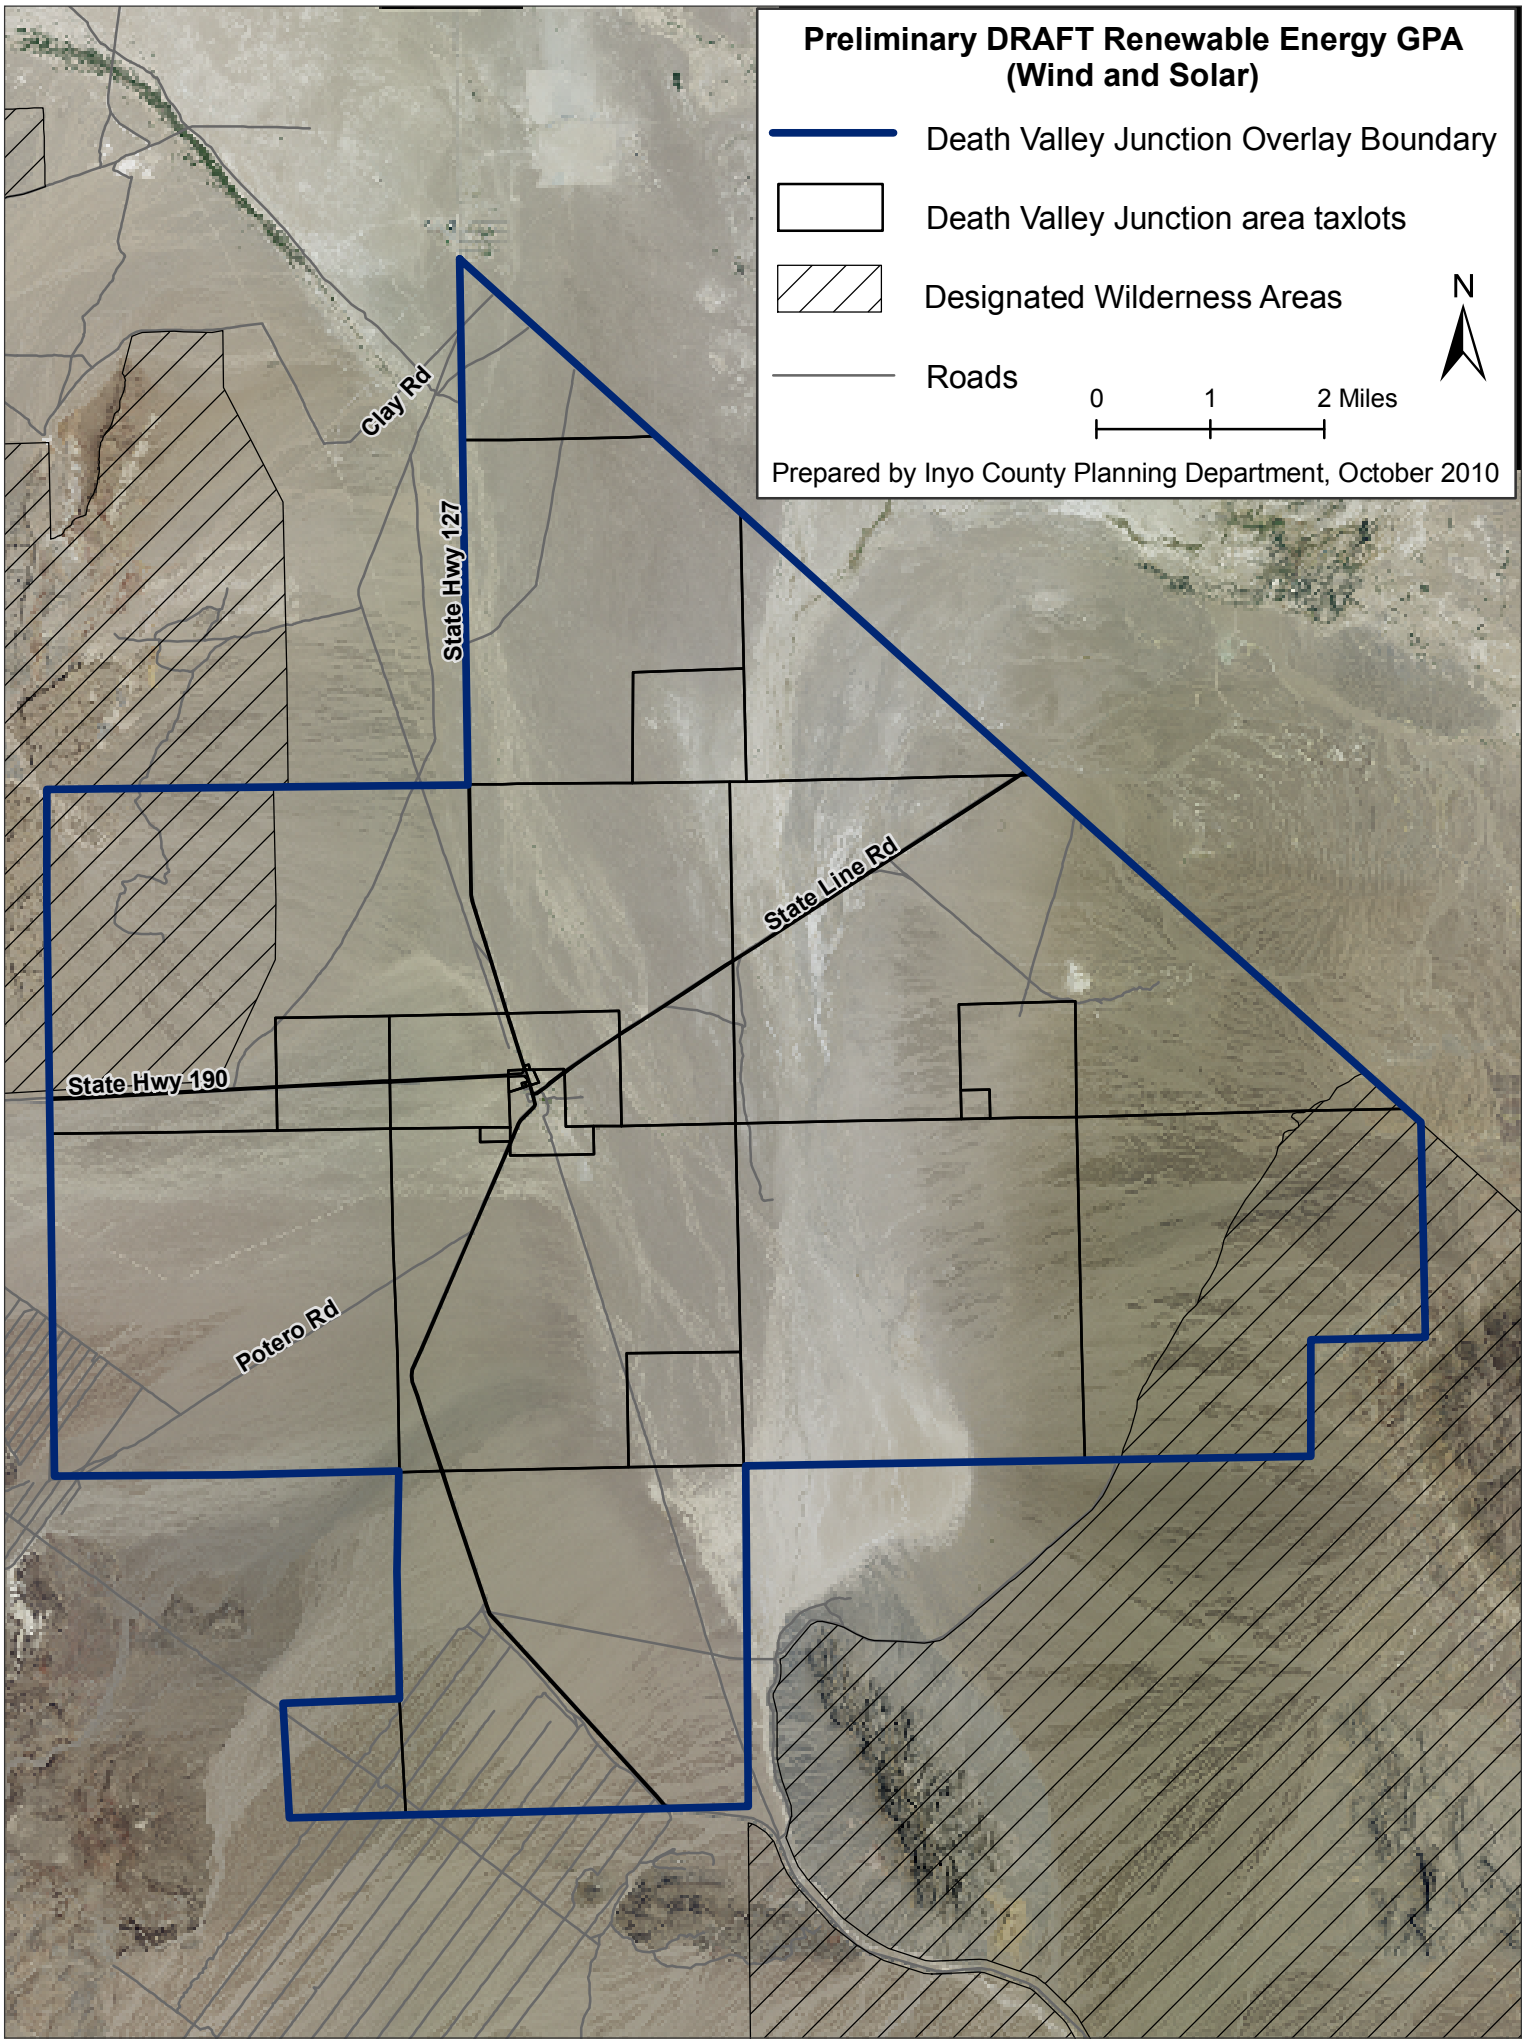 Preliminary DRAFT Renewable Energy GPA
(Wind and Solar)
Death Valley Junction Overlay Boundary
Death Valley Junction area taxlots
Designated Wilderness Areas
N
Roads
0 1 2 Miles
Prepared by Inyo County Planning Department, October 2010
Clay Rd
State Hwy 127
State Line Rd
State Hwy 190
Potero Rd